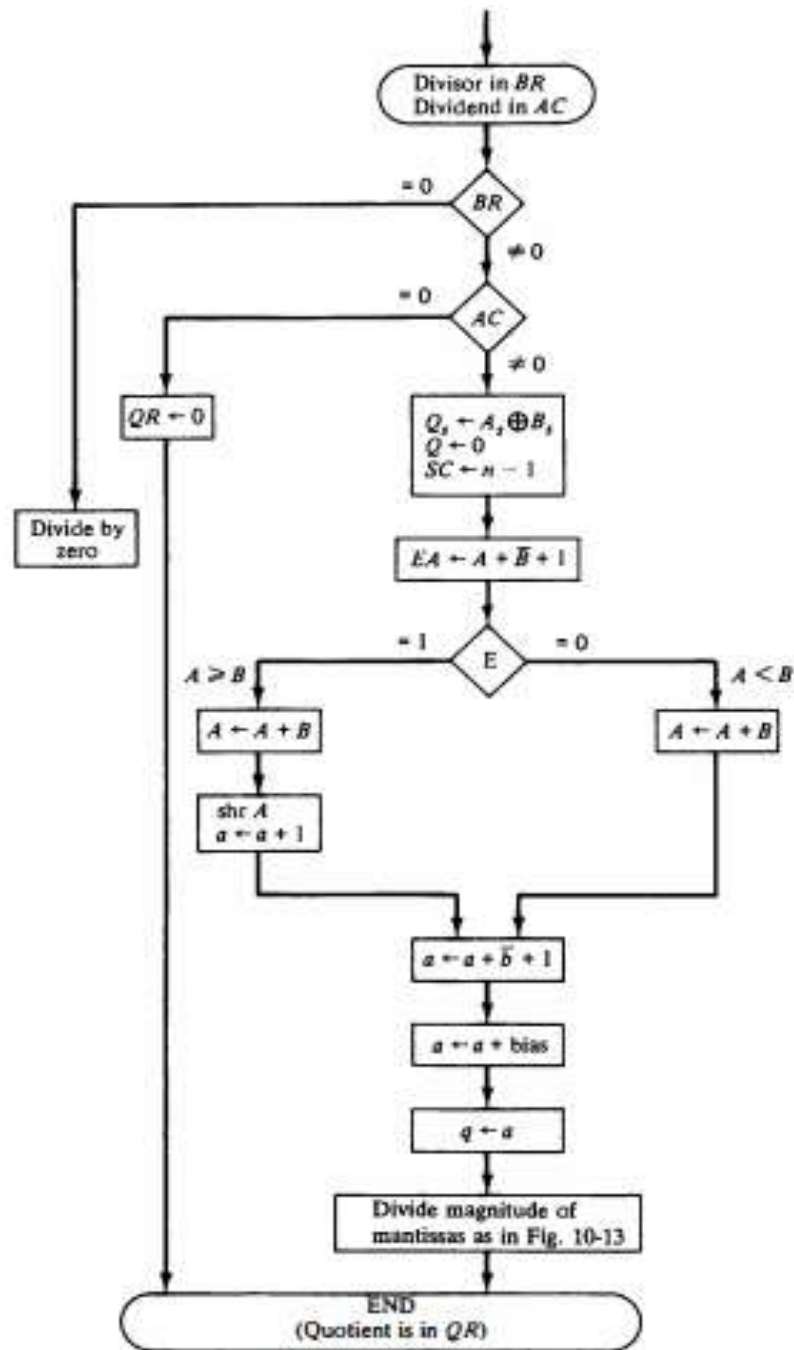 Divisor in BR
Dividend in AC
= 0
BR
≠ 0
= 0
AC
≠ 0
QR ← 0
Qs ← As ⊕ Bs
Q ← 0
SC ← n − 1
Divide by
zero
EA ← A + B̅ + 1
= 1
E
= 0
A ⩾ B
A < B
A ← A + B
A ← A + B
shr A
a ← a + 1
a ← a + b̅ + 1
a ← a + bias
q ← a
Divide magnitude of
mantissas as in Fig. 10-13
END
(Quotient is in QR)